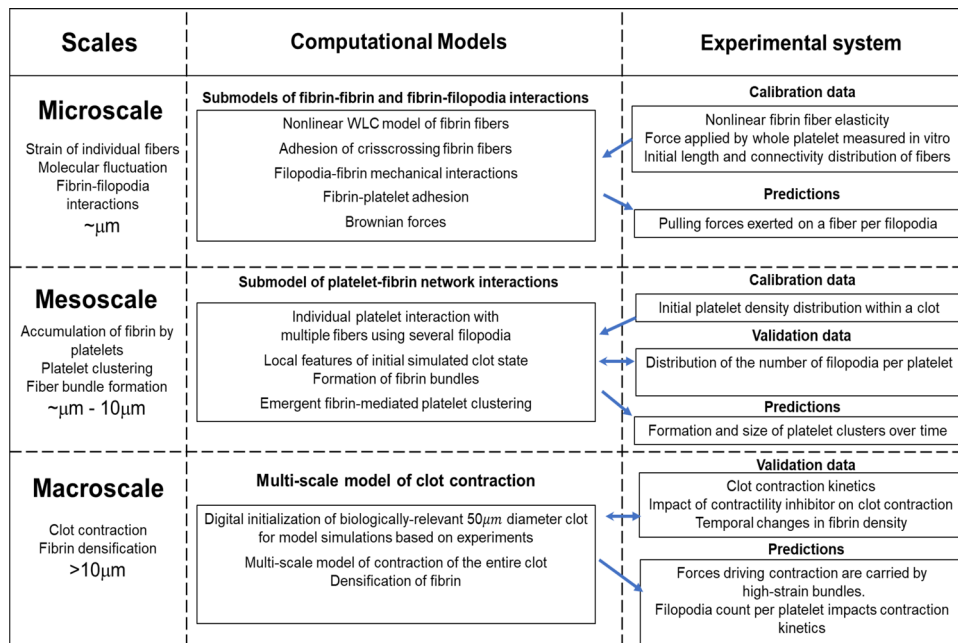 Scales
Computational Models
Experimental system
Microscale
Strain of individual fibers
Molecular fluctuation
Fibrin-filopodia
interactions
~μm
Submodels of fibrin-fibrin and fibrin-filopodia interactions
Nonlinear WLC model of fibrin fibers
Adhesion of crisscrossing fibrin fibers
Filopodia-fibrin mechanical interactions
Fibrin-platelet adhesion
Brownian forces
Calibration data
Nonlinear fibrin fiber elasticity
Force applied by whole platelet measured in vitro
Initial length and connectivity distribution of fibers
Predictions
Pulling forces exerted on a fiber per filopodia
Mesoscale
Accumulation of fibrin by
platelets
Platelet clustering
Fiber bundle formation
~μm - 10μm
Submodel of platelet-fibrin network interactions
Individual platelet interaction with
multiple fibers using several filopodia
Local features of initial simulated clot state
Formation of fibrin bundles
Emergent fibrin-mediated platelet clustering
Calibration data
Initial platelet density distribution within a clot
Validation data
Distribution of the number of filopodia per platelet
Predictions
Formation and size of platelet clusters over time
Macroscale
Clot contraction
Fibrin densification
>10μm
Multi-scale model of clot contraction
Digital initialization of biologically-relevant 50μm diameter clot
for model simulations based on experiments
Multi-scale model of contraction of the entire clot
Densification of fibrin
Validation data
Clot contraction kinetics
Impact of contractility inhibitor on clot contraction
Temporal changes in fibrin density
Predictions
Forces driving contraction are carried by
high-strain bundles.
Filopodia count per platelet impacts contraction
kinetics